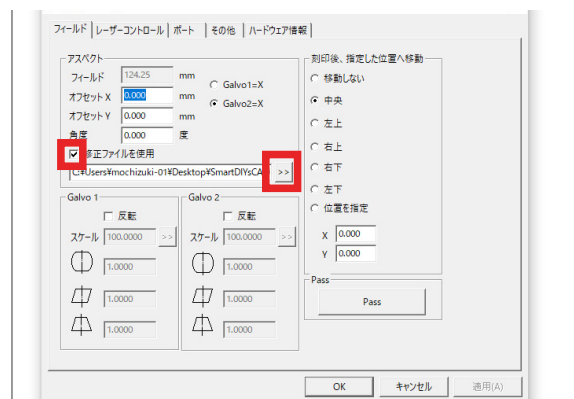 フィールド レーザーコントロール ポート その他 ハードウェア情報
アスペクト
フィールド 124.25 mm
オフセット X 0.000 mm
オフセット Y 0.000 mm
角度 0.000 度
Galvo1=X
Galvo2=X
修正ファイルを使用
C:¥Users¥mochizuki-01¥Desktop¥SmartDIYsCA >>
Galvo 1
反転
スケール 100.0000 >>
1.0000
1.0000
1.0000
Galvo 2
反転
スケール 100.0000 >>
1.0000
1.0000
1.0000
刻印後、指定した位置へ移動
移動しない
中央
左上
右上
右下
左下
位置を指定
X 0.000
Y 0.000
Pass
Pass
OK キャンセル 適用(A)